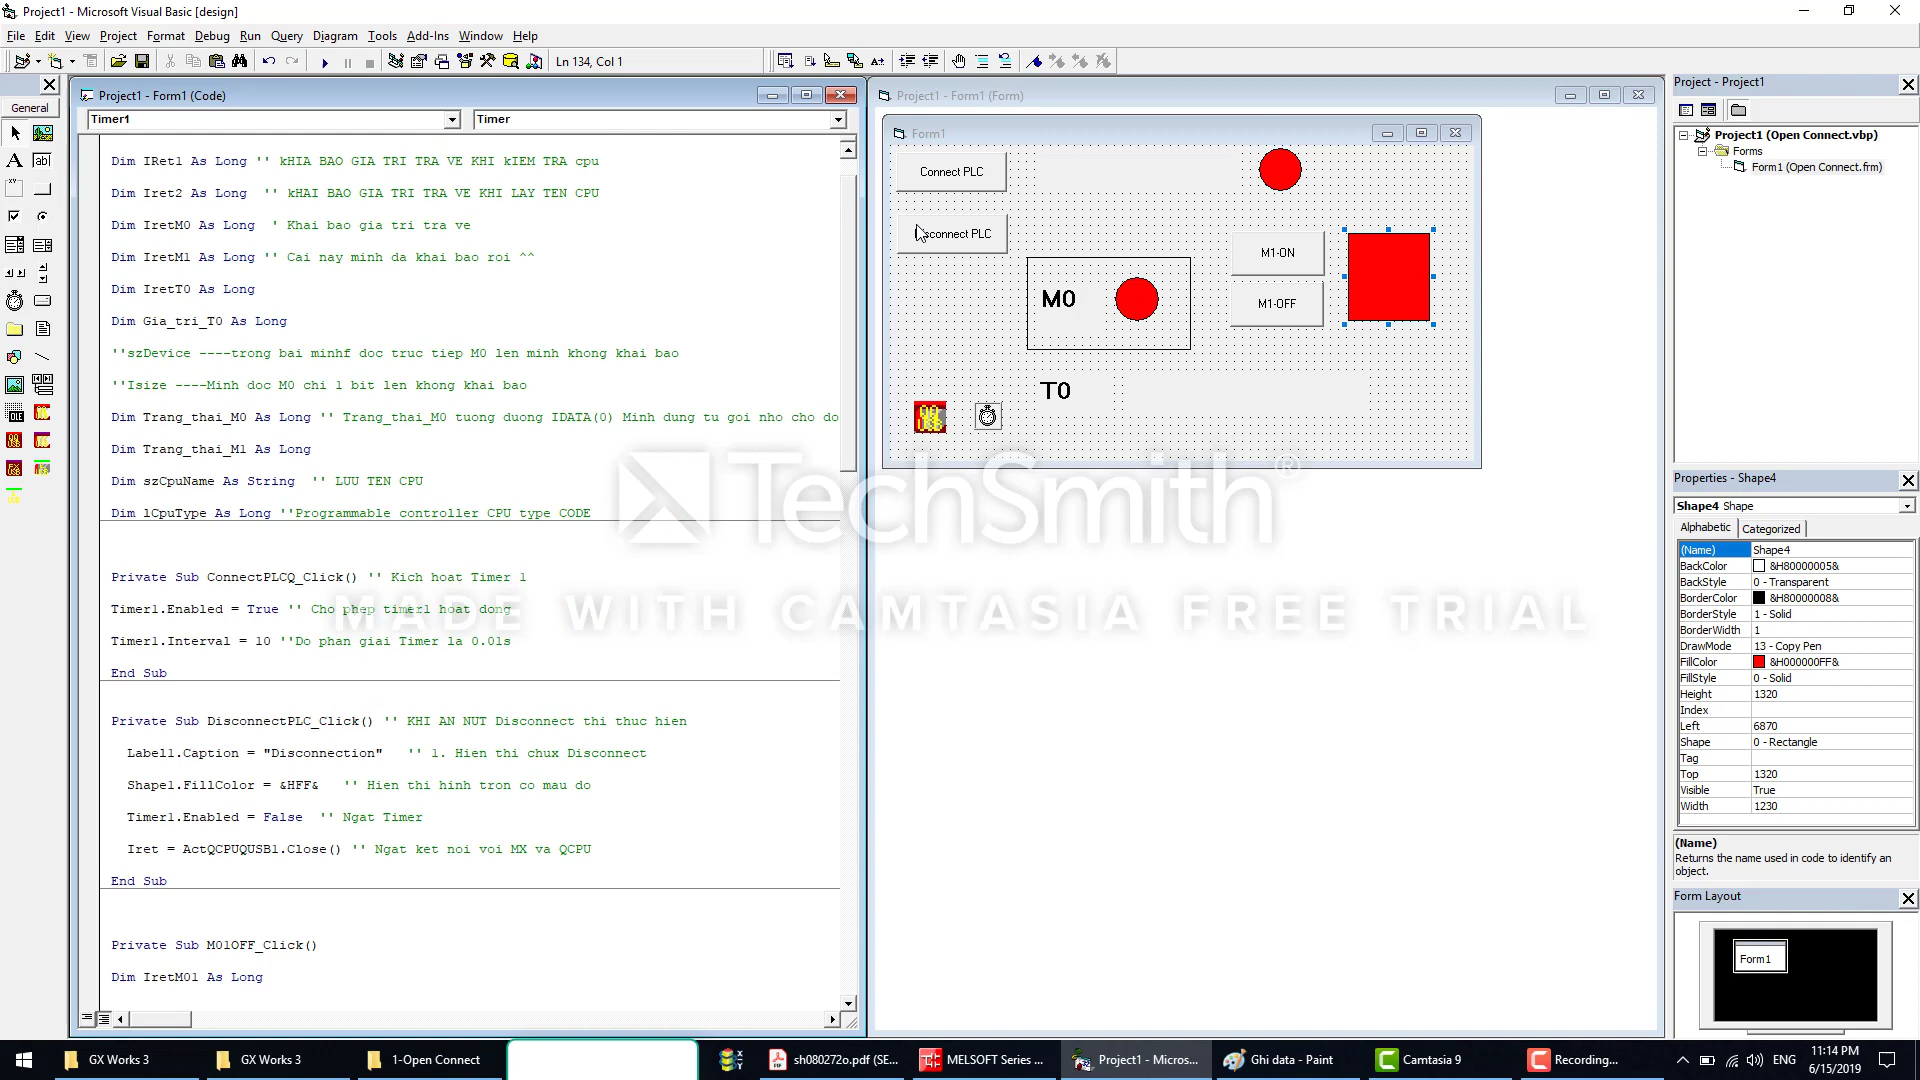 Project1 - Microsoft Visual Basic [design]
File Edit View Project Format Debug Run Query Diagram Tools Add-Ins Window Help
Ln 134, Col 1
General
Project1 - Form1 (Code)
Timer1 Timer
Dim IRet1 As Long '' kHIA BAO GIA TRI TRA VE KHI kIEM TRA cpu
Dim Iret2 As Long '' kHAI BAO GIA TRI TRA VE KHI LAY TEN CPU
Dim IretM0 As Long ' Khai bao gia tri tra ve
Dim IretM1 As Long '' Cai nay minh da khai bao roi ^^
Dim IretT0 As Long
Dim Gia_tri_T0 As Long
''szDevice ----trong bai minhf doc truc tiep M0 len minh khong khai bao
''Isize ----Minh doc M0 chi 1 bit len khong khai bao
Dim Trang_thai_M0 As Long '' Trang_thai_M0 tuong duong IDATA(0) Minh dung tu goi nho cho do
Dim Trang_thai_M1 As Long
Dim szCpuName As String '' LUU TEN CPU
Dim lCpuType As Long ''Programmable controller CPU type CODE
Private Sub ConnectPLCQ_Click() '' Kich hoat Timer 1
Timer1.Enabled = True '' Cho phep timer1 hoat dong
Timer1.Interval = 10 ''Do phan giai Timer la 0.01s
End Sub
Private Sub DisconnectPLC_Click() '' KHI AN NUT Disconnect thi thuc hien
Label1.Caption = "Disconnection" '' 1. Hien thi chux Disconnect
Shape1.FillColor = &HFF& '' Hien thi hinh tron co mau do
Timer1.Enabled = False '' Ngat Timer
Iret = ActQCPUQUSB1.Close() '' Ngat ket noi voi MX va QCPU
End Sub
Private Sub M01OFF_Click()
Dim IretM01 As Long
Project1 - Form1 (Form)
Form1
Connect PLC
Disconnect PLC
M0
M1-ON
M1-OFF
T0
TechSmith®
MADE WITH CAMTASIA FREE TRIAL
Project - Project1
Project1 (Open Connect.vbp)
Forms
Form1 (Open Connect.frm)
Properties - Shape4
Shape4 Shape
Alphabetic Categorized
(Name) Shape4
BackColor &H80000005&
BackStyle 0 - Transparent
BorderColor &H80000008&
BorderStyle 1 - Solid
BorderWidth 1
DrawMode 13 - Copy Pen
FillColor &H000000FF&
FillStyle 0 - Solid
Height 1320
Index
Left 6870
Shape 0 - Rectangle
Tag
Top 1320
Visible True
Width 1230
(Name)
Returns the name used in code to identify an
object.
Form Layout
Form1
GX Works 3
GX Works 3
1-Open Connect
sh080272o.pdf (SE...
MELSOFT Series ...
Project1 - Micros...
Ghi data - Paint
Camtasia 9
Recording...
ENG
11:14 PM
6/15/2019